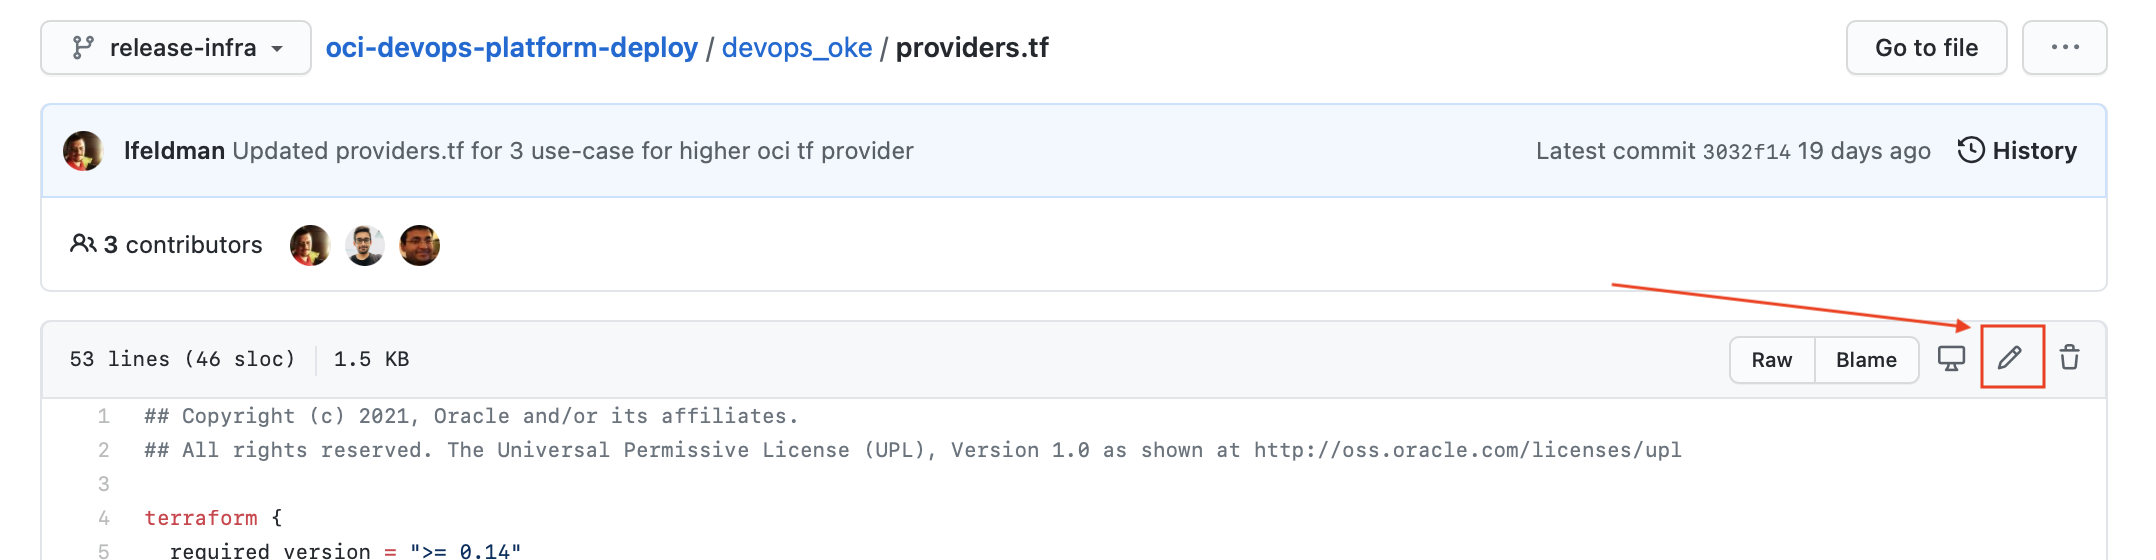 release-infra oci-devops-platform-deploy / devops_oke / providers.tf Go to file ...
lfeldman Updated providers.tf for 3 use-case for higher oci tf provider Latest commit 3032f14 19 days ago History
3 contributors
53 lines (46 sloc) 1.5 KB Raw Blame
1 ## Copyright (c) 2021, Oracle and/or its affiliates.
2 ## All rights reserved. The Universal Permissive License (UPL), Version 1.0 as shown at http://oss.oracle.com/licenses/upl
3
4 terraform {
5 required_version = ">= 0.14"